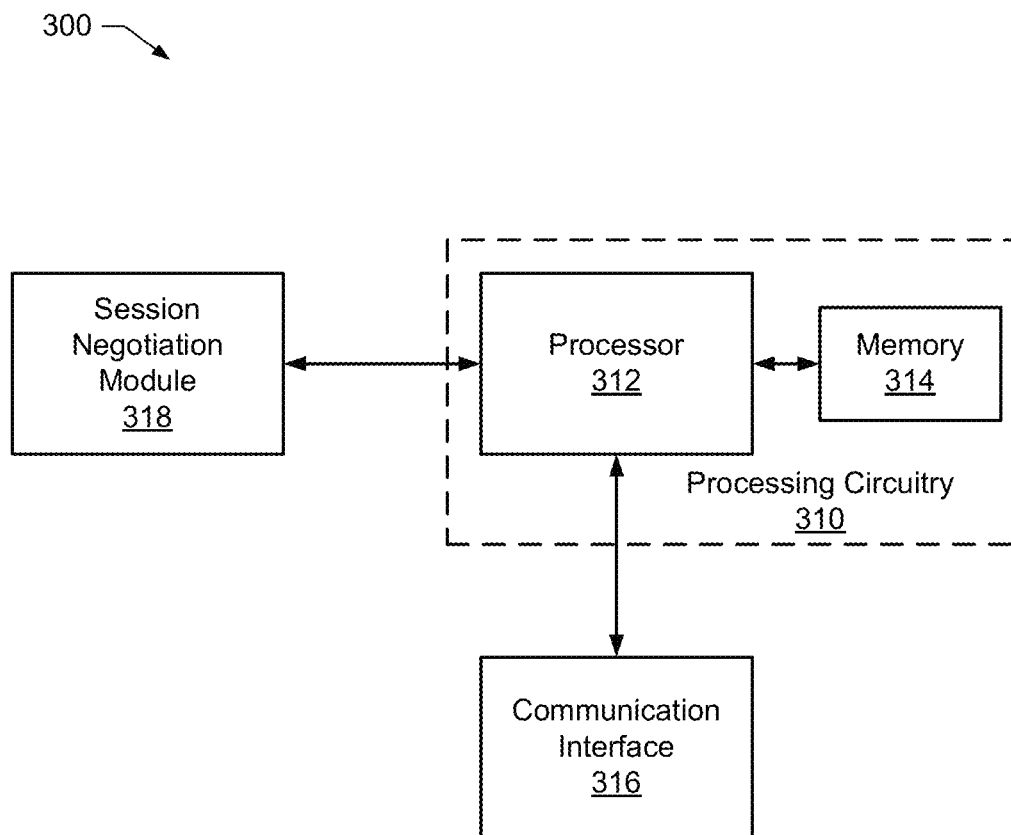 300
Session
Negotiation
Module
318
Processor
312
Memory
314
Processing Circuitry
310
Communication
Interface
316